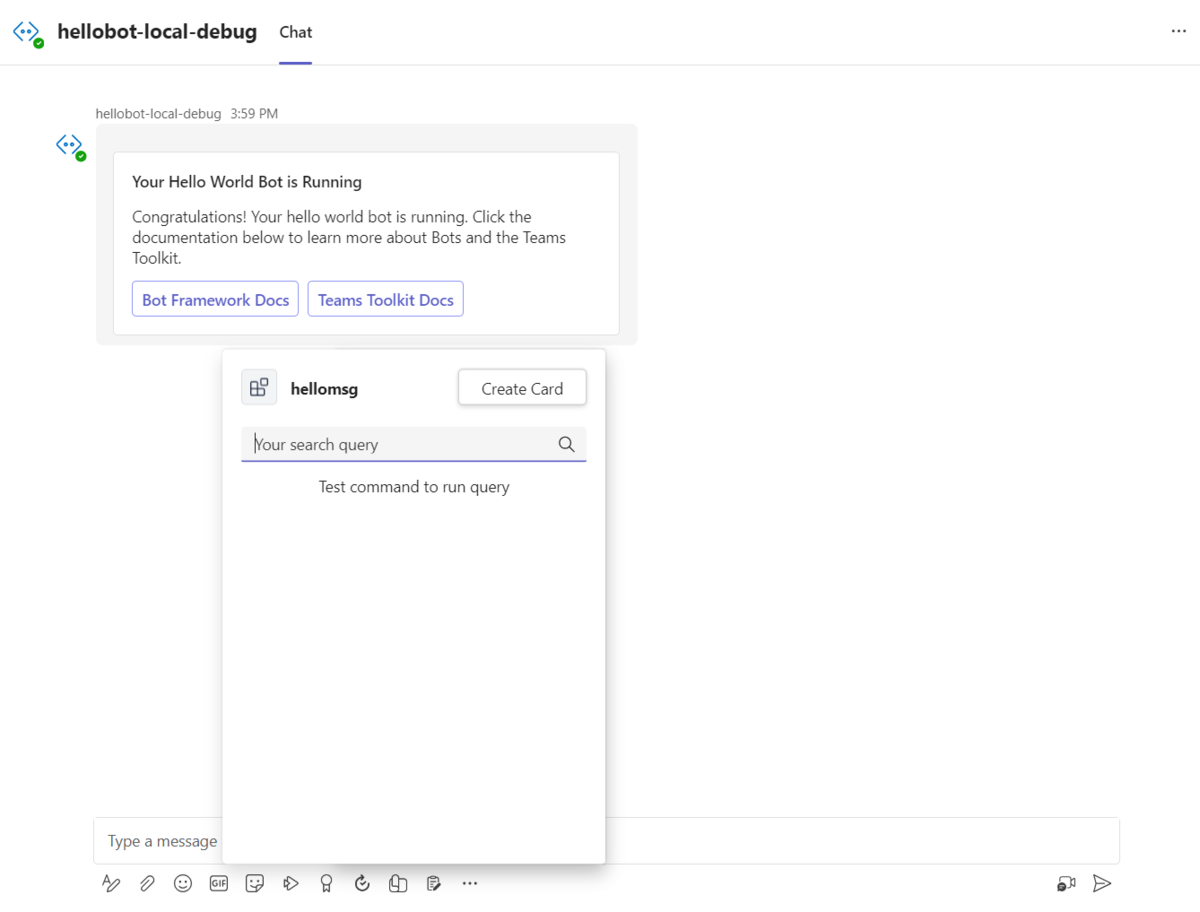 hellobot-local-debug Chat
hellobot-local-debug 3:59 PM
Your Hello World Bot is Running
Congratulations! Your hello world bot is running. Click the
documentation below to learn more about Bots and the Teams
Toolkit.
Bot Framework Docs Teams Toolkit Docs
hellomsg Create Card
Your search query
Test command to run query
Type a message
GIF